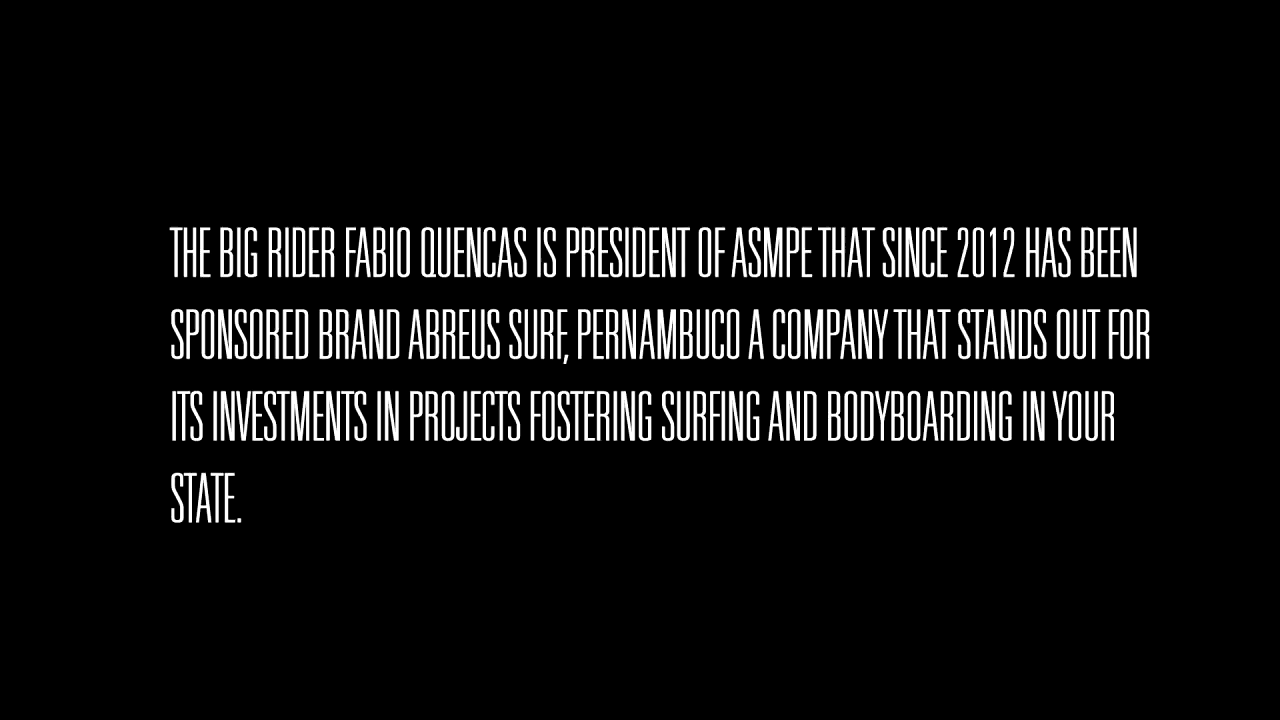 THE BIG RIDER FABIO QUENCAS IS PRESIDENT OF ASMPE THAT SINCE 2012 HAS BEEN
SPONSORED BRAND ABREUS SURF, PERNAMBUCO A COMPANY THAT STANDS OUT FOR
ITS INVESTMENTS IN PROJECTS FOSTERING SURFING AND BODYBOARDING IN YOUR
STATE.